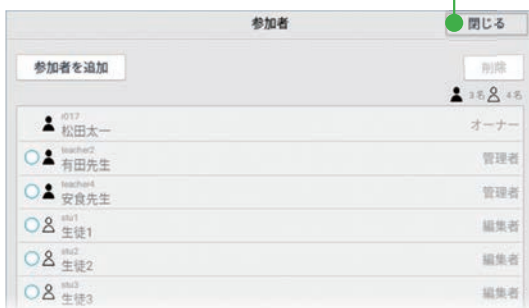 参加者
閉じる
参加者を追加
削除
3名 4名
i017
松田太一
オーナー
teacher2
有田先生
管理者
teacher4
安食先生
管理者
stu1
生徒1
編集者
stu2
生徒2
編集者
stu3
生徒3
編集者